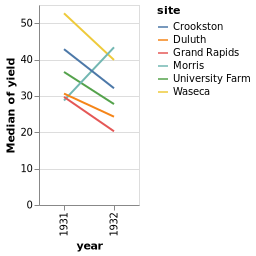 site
Crookston
Duluth
Grand Rapids
Morris
University Farm
Waseca
Median of yield
50
40
30
20
10
0
1931
1932
year